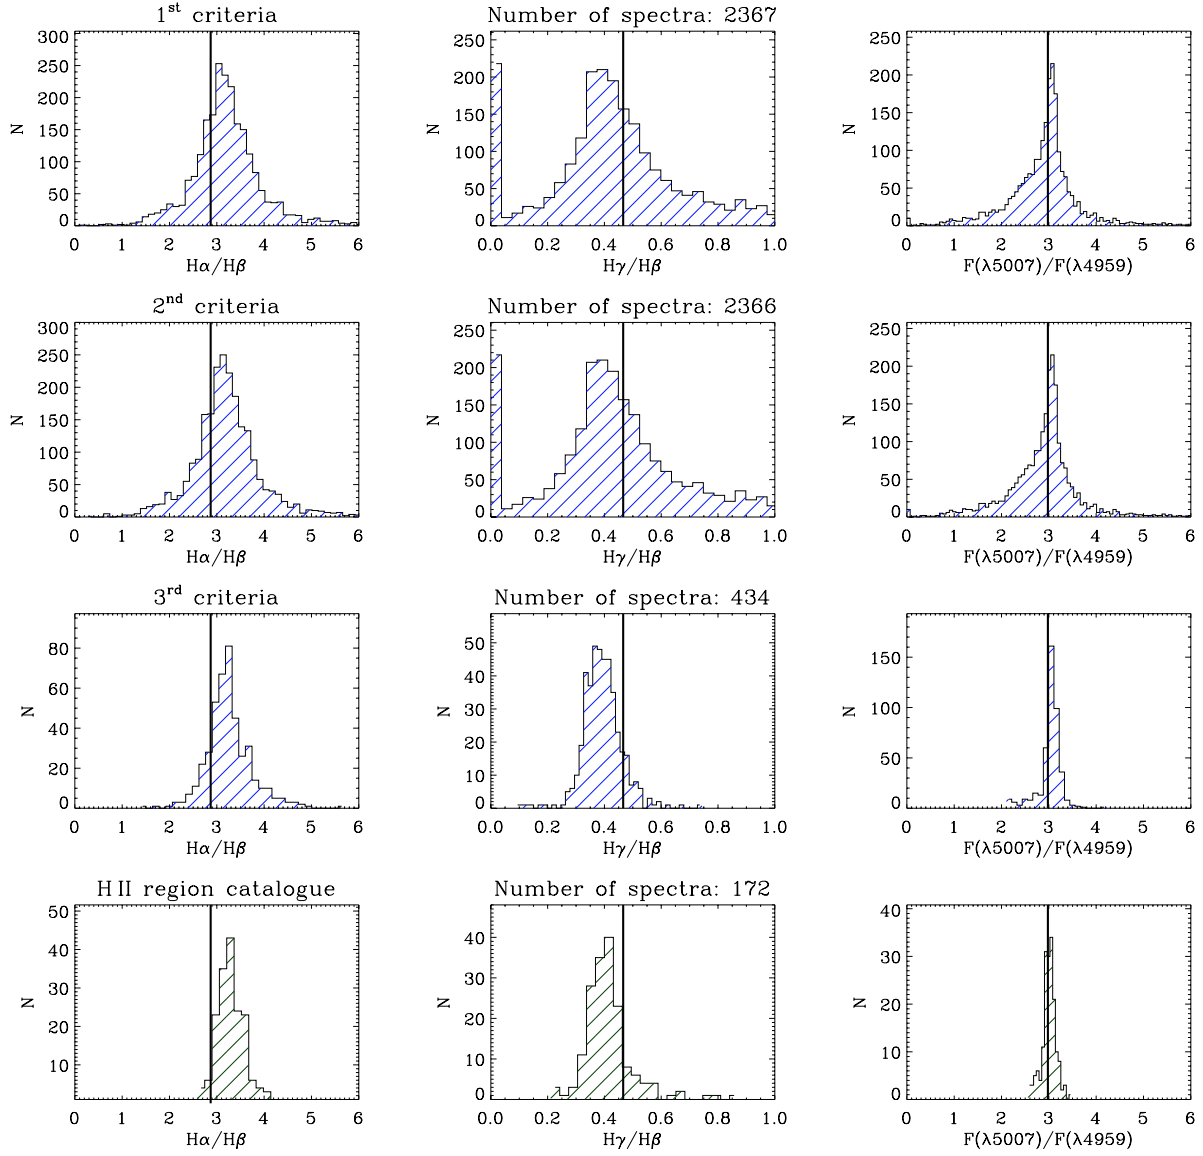 1st criteria
Number of spectra: 2367
300
250
200
150
100
50
0
N
0 1 2 3 4 5 6
Hα/Hβ
250
200
150
100
50
0
N
0.0 0.2 0.4 0.6 0.8 1.0
Hγ/Hβ
250
200
150
100
50
0
N
0 1 2 3 4 5 6
F(λ5007)/F(λ4959)
2nd criteria
Number of spectra: 2366
300
250
200
150
100
50
0
N
0 1 2 3 4 5 6
Hα/Hβ
250
200
150
100
50
0
N
0.0 0.2 0.4 0.6 0.8 1.0
Hγ/Hβ
250
200
150
100
50
0
N
0 1 2 3 4 5 6
F(λ5007)/F(λ4959)
3rd criteria
Number of spectra: 434
80
60
40
20
0
N
0 1 2 3 4 5 6
Hα/Hβ
50
40
30
20
10
0
N
0.0 0.2 0.4 0.6 0.8 1.0
Hγ/Hβ
150
100
50
0
N
0 1 2 3 4 5 6
F(λ5007)/F(λ4959)
H II region catalogue
Number of spectra: 172
50
40
30
20
10
N
0 1 2 3 4 5 6
Hα/Hβ
40
30
20
10
0
N
0.0 0.2 0.4 0.6 0.8 1.0
Hγ/Hβ
40
30
20
10
0
N
0 1 2 3 4 5 6
F(λ5007)/F(λ4959)